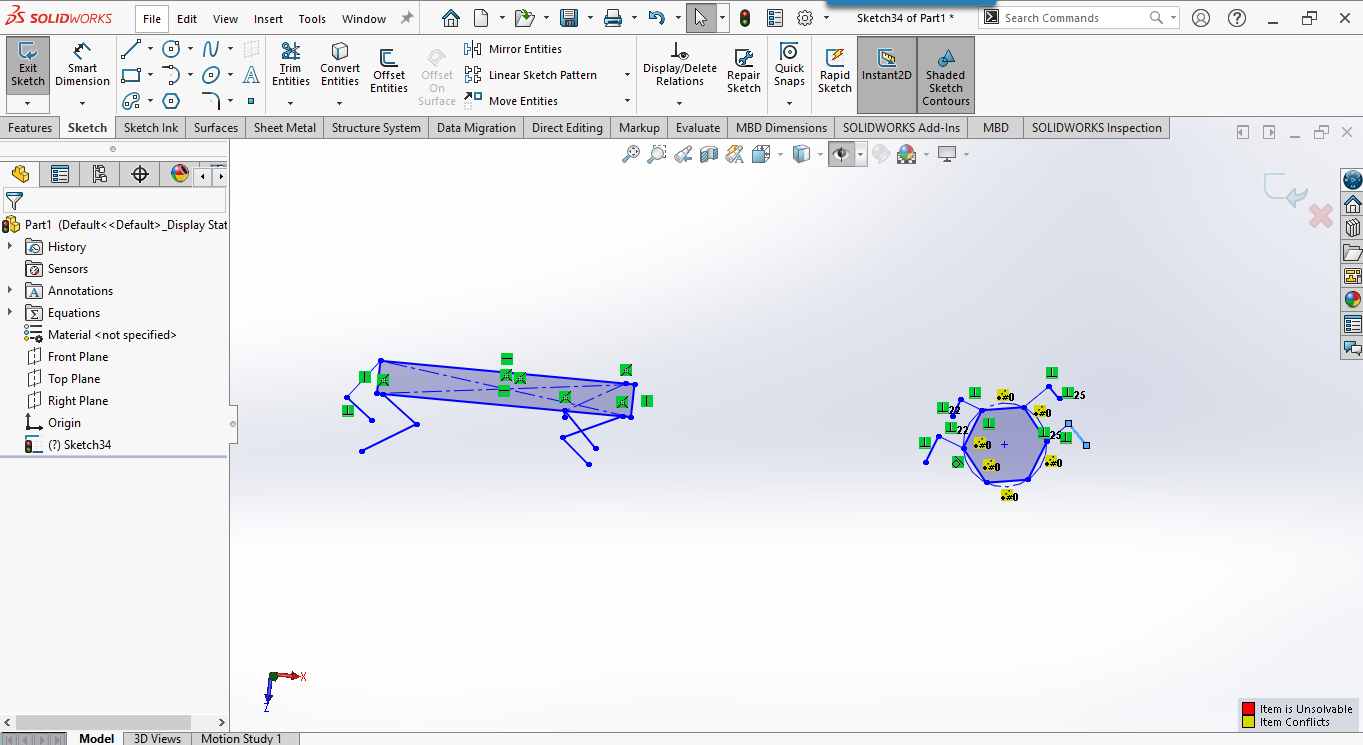 SOLIDWORKS File Edit View Insert Tools Window Sketch34 of Part1 * Search Commands
Exit Sketch
Smart Dimension
Trim Entities
Convert Entities
Offset Entities
Offset On Surface
Mirror Entities
Linear Sketch Pattern
Move Entities
Display/Delete Relations
Repair Sketch
Quick Snaps
Rapid Sketch
Instant2D
Shaded Sketch Contours
Features Sketch Sketch Ink Surfaces Sheet Metal Structure System Data Migration Direct Editing Markup Evaluate MBD Dimensions SOLIDWORKS Add-Ins MBD SOLIDWORKS Inspection
Part1 (Default<<Default>_Display Stat
History
Sensors
Annotations
Equations
Material <not specified>
Front Plane
Top Plane
Right Plane
Origin
(?) Sketch34
#0 25
22 #0
22 25
#0
#0 #0
#0
X
Z
Item is Unsolvable
Item Conflicts
Model 3D Views Motion Study 1